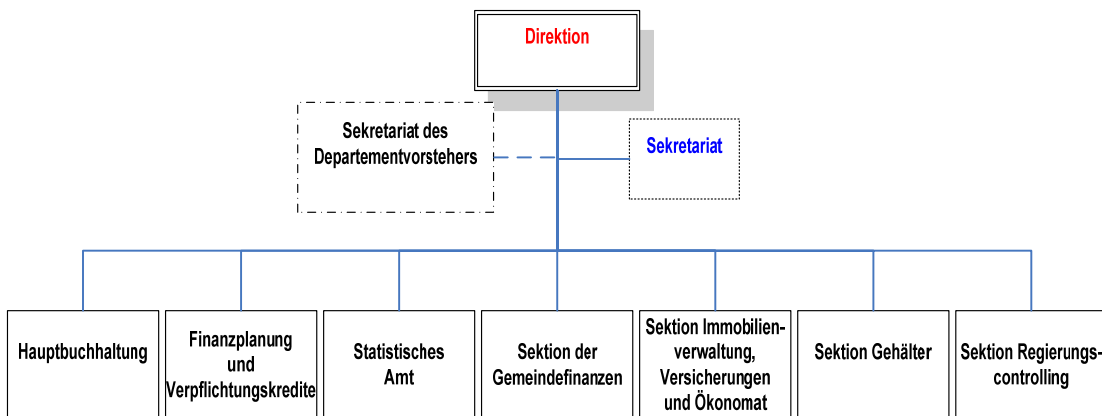 Direktion
Sekretariat des
Departementvorstehers
Sekretariat
Hauptbuchhaltung
Finanzplanung
und
Verpflichtungskredite
Statistisches
Amt
Sektion der
Gemeindefinanzen
Sektion Immobilien-
verwaltung,
Versicherungen
und Ökonomat
Sektion Gehälter
Sektion Regierungs-
controlling